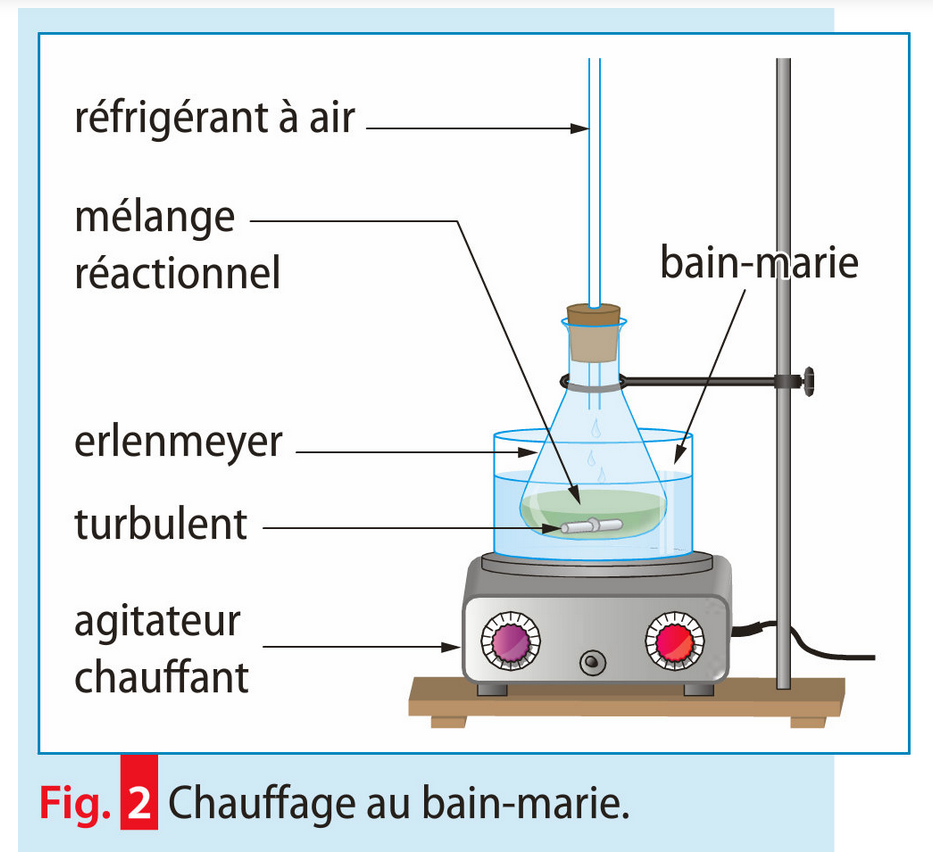 réfrigérant à air
mélange
réactionnel
bain-marie
erlenmeyer
turbulent
agitateur
chauffant
Fig. 2 Chauffage au bain-marie.